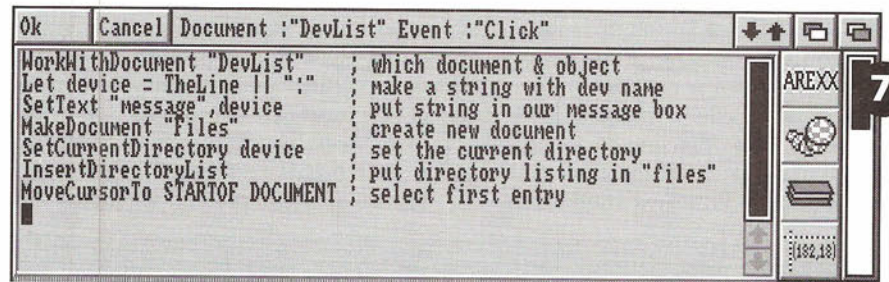 Ok Cancel Document :"DevList" Event :"Click"
WorkWithDocument "DevList" ; which document & object
Let device = TheLine || ":" ; make a string with dev name
SetText "message",device ; put string in our message box
MakeDocument "files" ; create new document
SetCurrentDirectory device ; set the current directory
InsertDirectoryList ; put directory listing in "files"
MoveCursorTo STARTOF DOCUMENT ; select first entry
AREXX
7
(182,18)